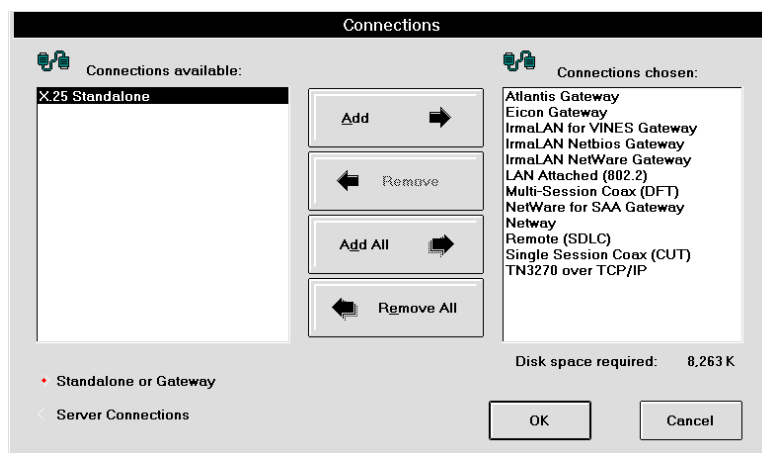 Connections
Connections available:
X.25 Standalone
Add
Remove
Add All
Remove All
Connections chosen:
Atlantis Gateway
Eicon Gateway
IrmaLAN for VINES Gateway
IrmaLAN Netbios Gateway
IrmaLAN NetWare Gateway
LAN Attached (802.2)
Multi-Session Coax (DFT)
NetWare for SAA Gateway
Netway
Remote (SDLC)
Single Session Coax (CUT)
TN3270 over TCP/IP
Disk space required: 8,263 K
Standalone or Gateway
Server Connections
OK
Cancel